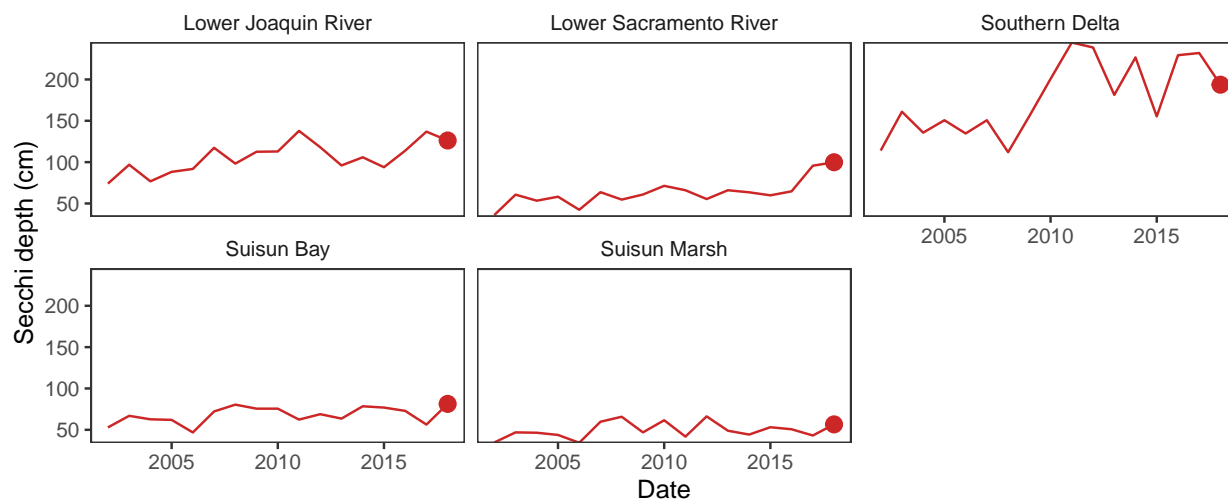 Lower Joaquin River
Lower Sacramento River
Southern Delta
200
150
100
50
2005 2010 2015
Suisun Bay
Suisun Marsh
200
150
100
50
2005 2010 2015
2005 2010 2015
Secchi depth (cm)
Date